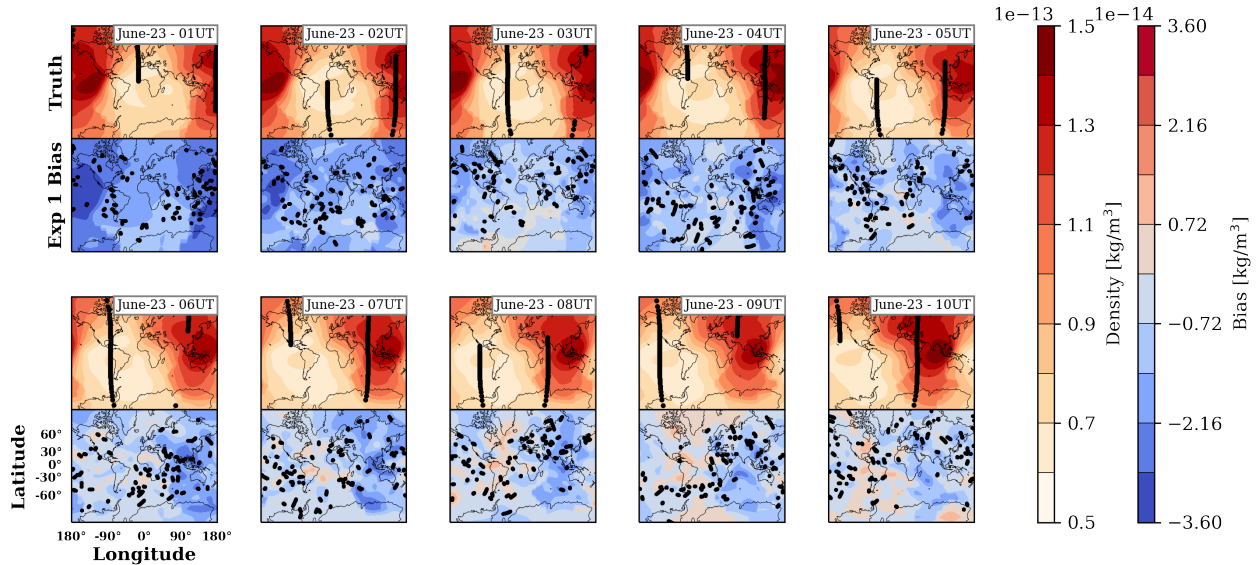 1e−13
1e−14
June-23 - 01UT
June-23 - 02UT
June-23 - 03UT
June-23 - 04UT
June-23 - 05UT
Truth
Exp 1 Bias
June-23 - 06UT
June-23 - 07UT
June-23 - 08UT
June-23 - 09UT
June-23 - 10UT
Latitude
60°
30°
0°
-30°
-60°
180° -90° 0° 90° 180°
Longitude
1.5
1.3
1.1
0.9
0.7
0.5
Density [kg/m³]
3.60
2.16
0.72
−0.72
−2.16
−3.60
Bias [kg/m³]